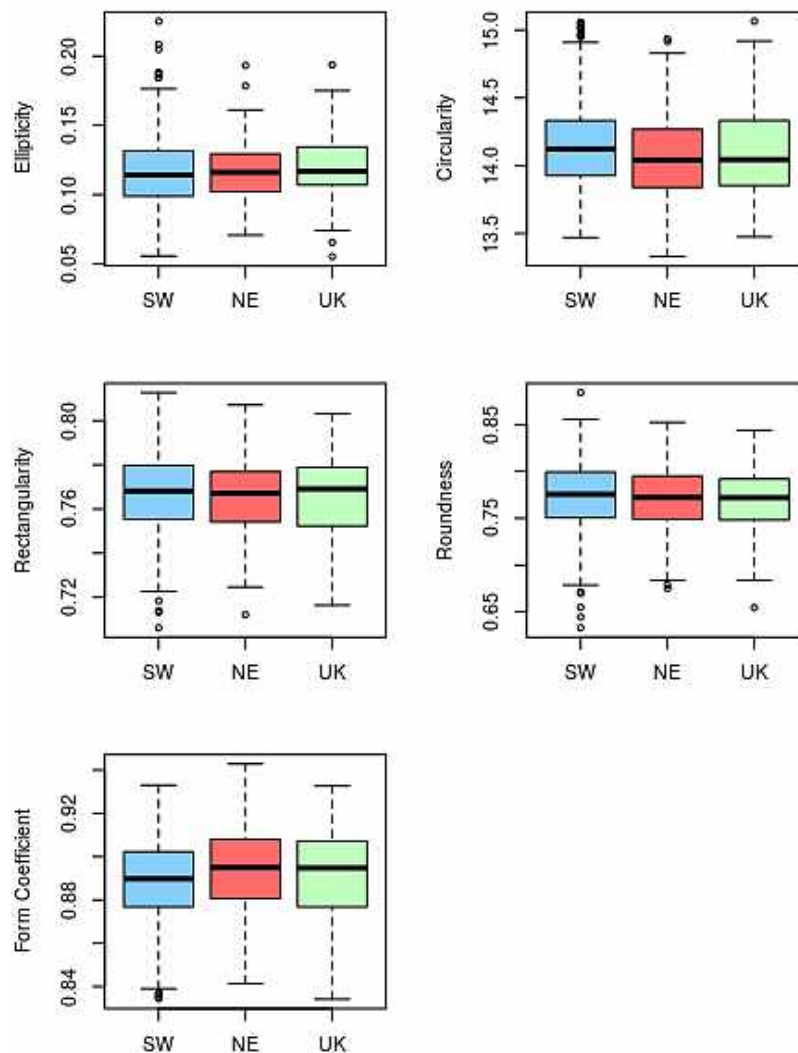 Ellipticity
0.20
0.15
0.10
0.05
SW NE UK
Circularity
15.0
14.5
14.0
13.5
SW NE UK
Rectangularity
0.80
0.76
0.72
SW NE UK
Roundness
0.85
0.75
0.65
SW NE UK
Form Coefficient
0.92
0.88
0.84
SW NE UK